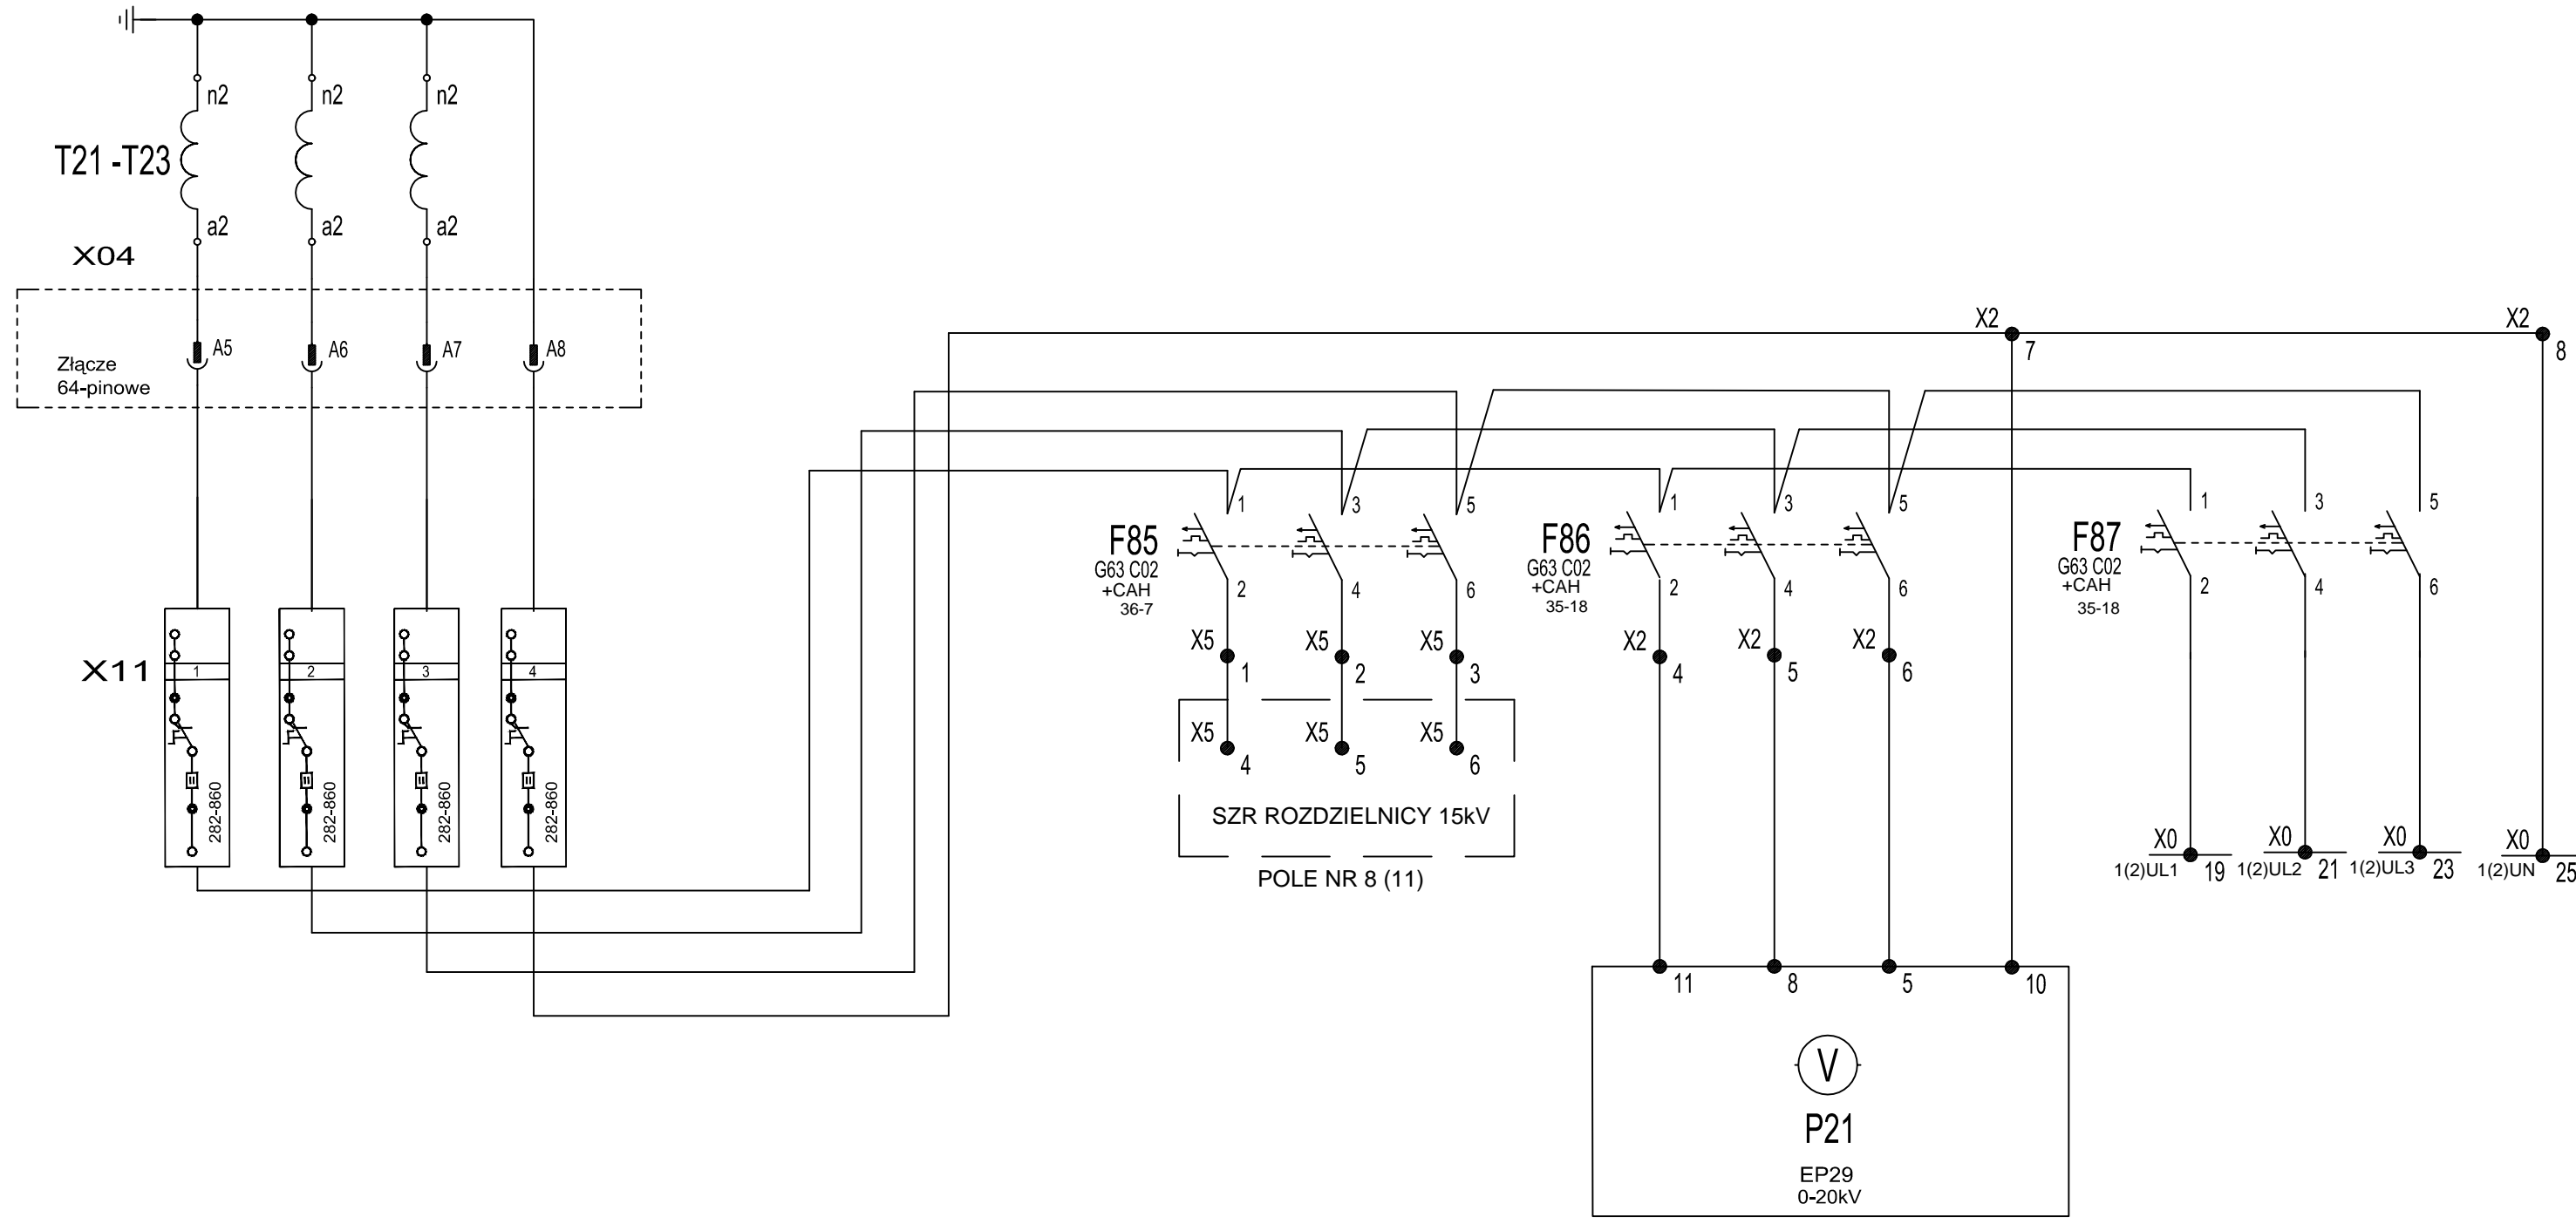 n2 n2 n2
T21 -T23
a2 a2 a2
X04
A5 A6 A7 A8
Złącze
64-pinowe
X2 X2
7 8
1 3 5 1 3 5 1 3 5
F85 F86 F87
G63 C02 G63 C02 G63 C02
+CAH +CAH +CAH
36-7 35-18 35-18
2 4 6 2 4 6 2 4 6
X5 X5 X5 X2 X2 X2
1 2 3 4 5 6
X11 1 2 3 4
X5 X5 X5
4 5 6
282-860 282-860 282-860 282-860
SZR ROZDZIELNICY 15kV
POLE NR 8 (11)
X0 X0 X0 X0
1(2)UL1 19 1(2)UL2 21 1(2)UL3 23 1(2)UN 25
11 8 5 10
V
P21
EP29
0-20kV